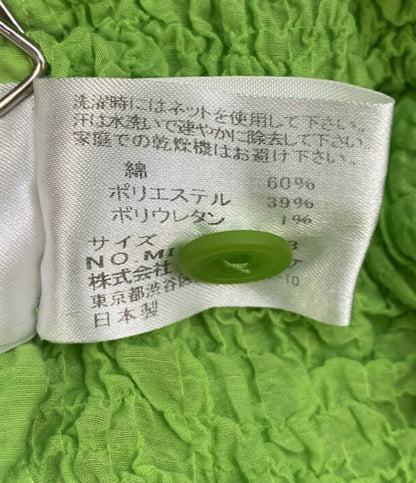 洗濯時にはネットを使用して下さい。
汗は水洗いで速やかに除去して下さい。
家庭での乾燥機はお避け下さい。
綿 60%
ポリエステル 39%
ポリウレタン 1%
サイズ 3
NO MI
株式会社
東京都渋谷区 10
日本製